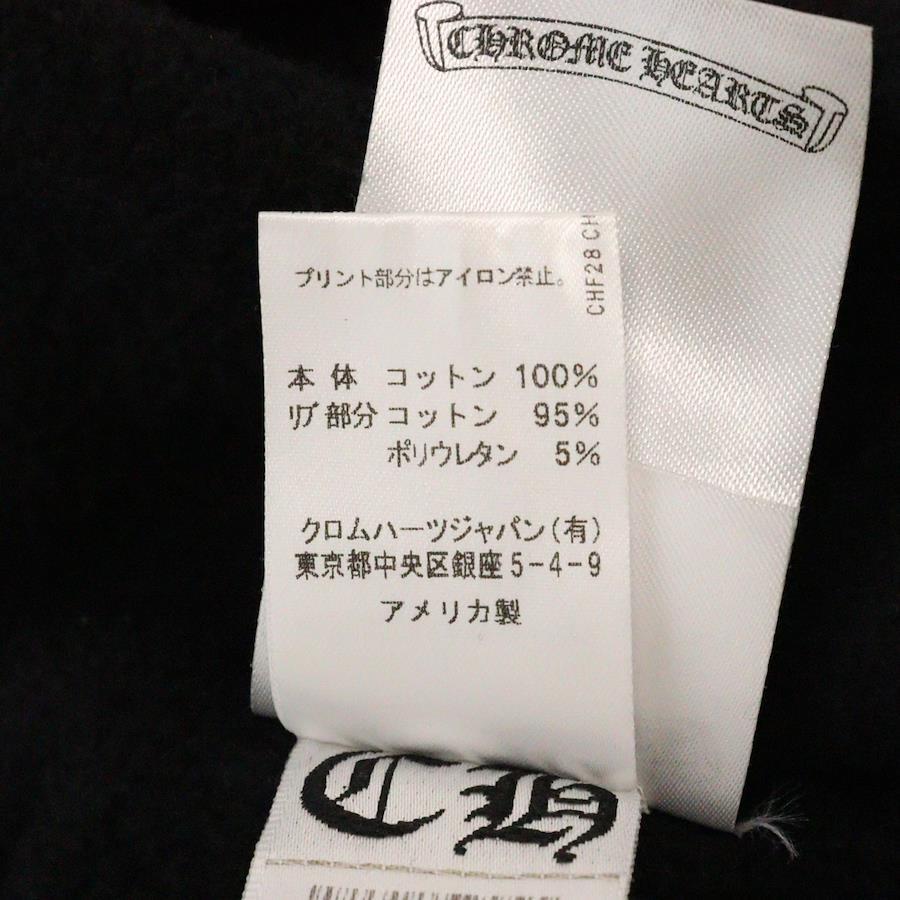 CHROME HEARTS
CHF28 CH
プリント部分はアイロン禁止。
本 体 コットン 100%
リブ部分 コットン 95%
ポリウレタン 5%
クロムハーツジャパン(有)
東京都中央区銀座5-4-9
アメリカ製
CH